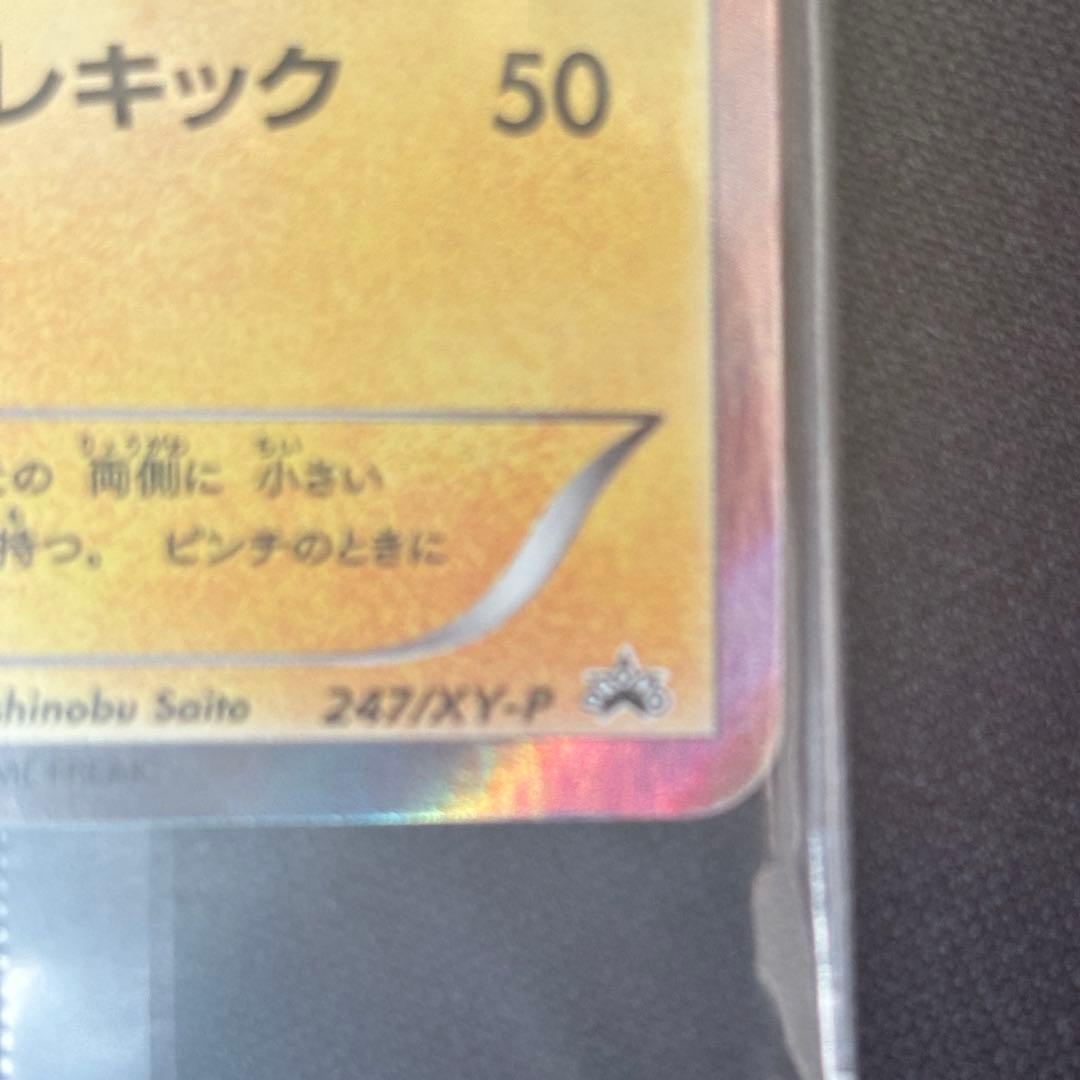 レキック 50
の 両側に 小さい
持つ。 ピンチのときに
shinobu Saito 247/XY-P